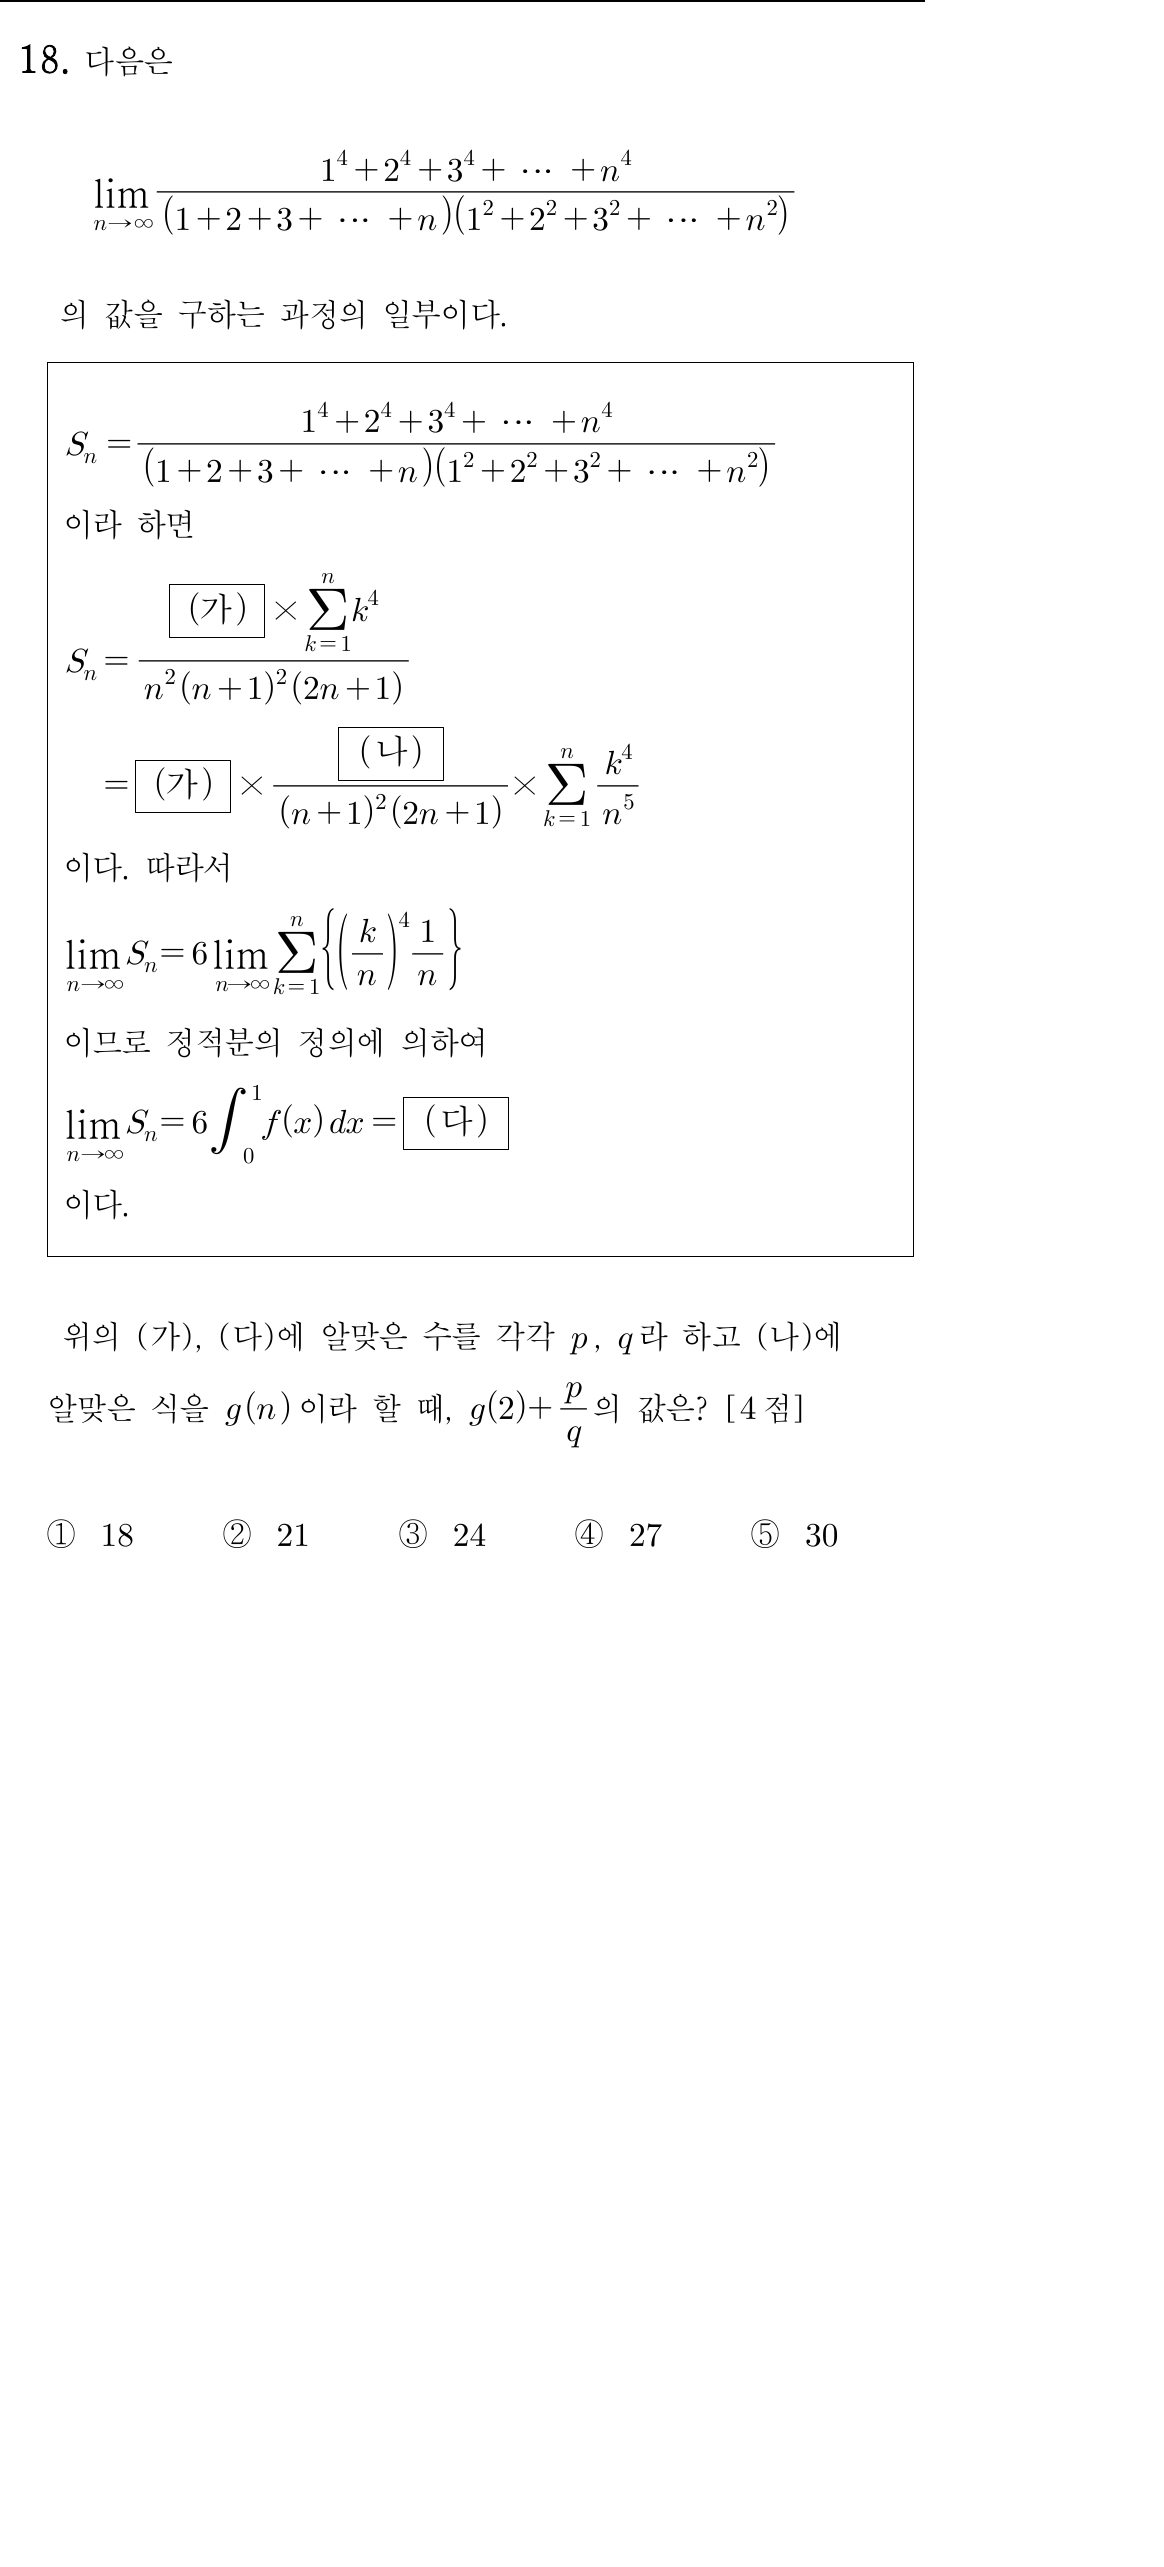 18. 다음은
$\lim_{n \to \infty} \frac{1^4+2^4+3^4+ \cdots +n^4}{(1+2+3+ \cdots +n)(1^2+2^2+3^2+ \cdots +n^2)}$
의 값을 구하는 과정의 일부이다.
$S_n = \frac{1^4+2^4+3^4+ \cdots +n^4}{(1+2+3+ \cdots +n)(1^2+2^2+3^2+ \cdots +n^2)}$
이라 하면
$S_n = \frac{\boxed{(가)} \times \sum_{k=1}^{n} k^4}{n^2(n+1)^2(2n+1)}$
$= \boxed{(가)} \times \frac{\boxed{(나)}}{(n+1)^2(2n+1)} \times \sum_{k=1}^{n} \frac{k^4}{n^5}$
이다. 따라서
$\lim_{n \to \infty} S_n = 6 \lim_{n \to \infty} \sum_{k=1}^{n} \left\{ \left( \frac{k}{n} \right)^4 \frac{1}{n} \right\}$
이므로 정적분의 정의에 의하여
$\lim_{n \to \infty} S_n = 6 \int_0^1 f(x) dx = \boxed{(다)}$
이다.
위의 (가), (다)에 알맞은 수를 각각 $p$, $q$라 하고 (나)에
알맞은 식을 $g(n)$이라 할 때, $g(2)+\frac{p}{q}$의 값은? [4점]
① 18 ② 21 ③ 24 ④ 27 ⑤ 30